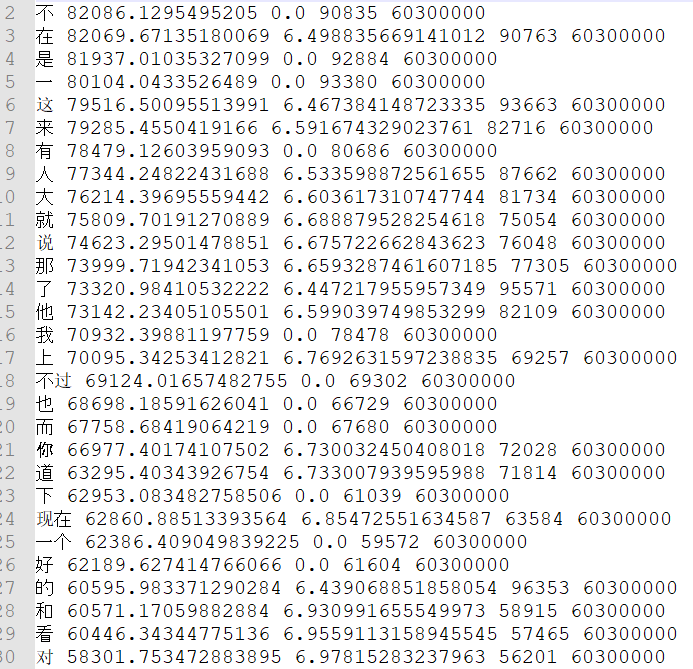 2 不 82086.1295495205 0.0 90835 60300000
3 在 82069.67135180069 6.498835669141012 90763 60300000
4 是 81937.01035327099 0.0 92884 60300000
5 一 80104.0433526489 0.0 93380 60300000
6 这 79516.50095513991 6.467384148723335 93663 60300000
7 来 79285.4550419166 6.591674329023761 82716 60300000
8 有 78479.12603959093 0.0 80686 60300000
9 人 77344.24822431688 6.533598872561655 87662 60300000
10 大 76214.39695559442 6.603617310747744 81734 60300000
11 就 75809.70191270889 6.688879528254618 75054 60300000
12 说 74623.29501478851 6.675722662843623 76048 60300000
13 那 73999.71942341053 6.6593287461607185 77305 60300000
14 了 73320.98410532222 6.447217955957349 95571 60300000
15 他 73142.23405105501 6.599039749853299 82109 60300000
16 我 70932.39881197759 0.0 78478 60300000
17 上 70095.34253412821 6.7692631597238835 69257 60300000
18 不过 69124.01657482755 0.0 69302 60300000
19 也 68698.18591626041 0.0 66729 60300000
20 而 67758.68419064219 0.0 67680 60300000
21 你 66977.40174107502 6.730032450408018 72028 60300000
22 道 63295.40343926754 6.733007939595988 71814 60300000
23 下 62953.083482758506 0.0 61039 60300000
24 现在 62860.88513393564 6.85472551634587 63584 60300000
25 一个 62386.409049839225 0.0 59572 60300000
26 好 62189.627414766066 0.0 61604 60300000
27 的 60595.983371290284 6.439068851858054 96353 60300000
28 和 60571.17059882884 6.930991655549973 58915 60300000
29 看 60446.34344775136 6.9559113158945545 57465 60300000
30 对 58301.753472883895 6.97815283237963 56201 60300000